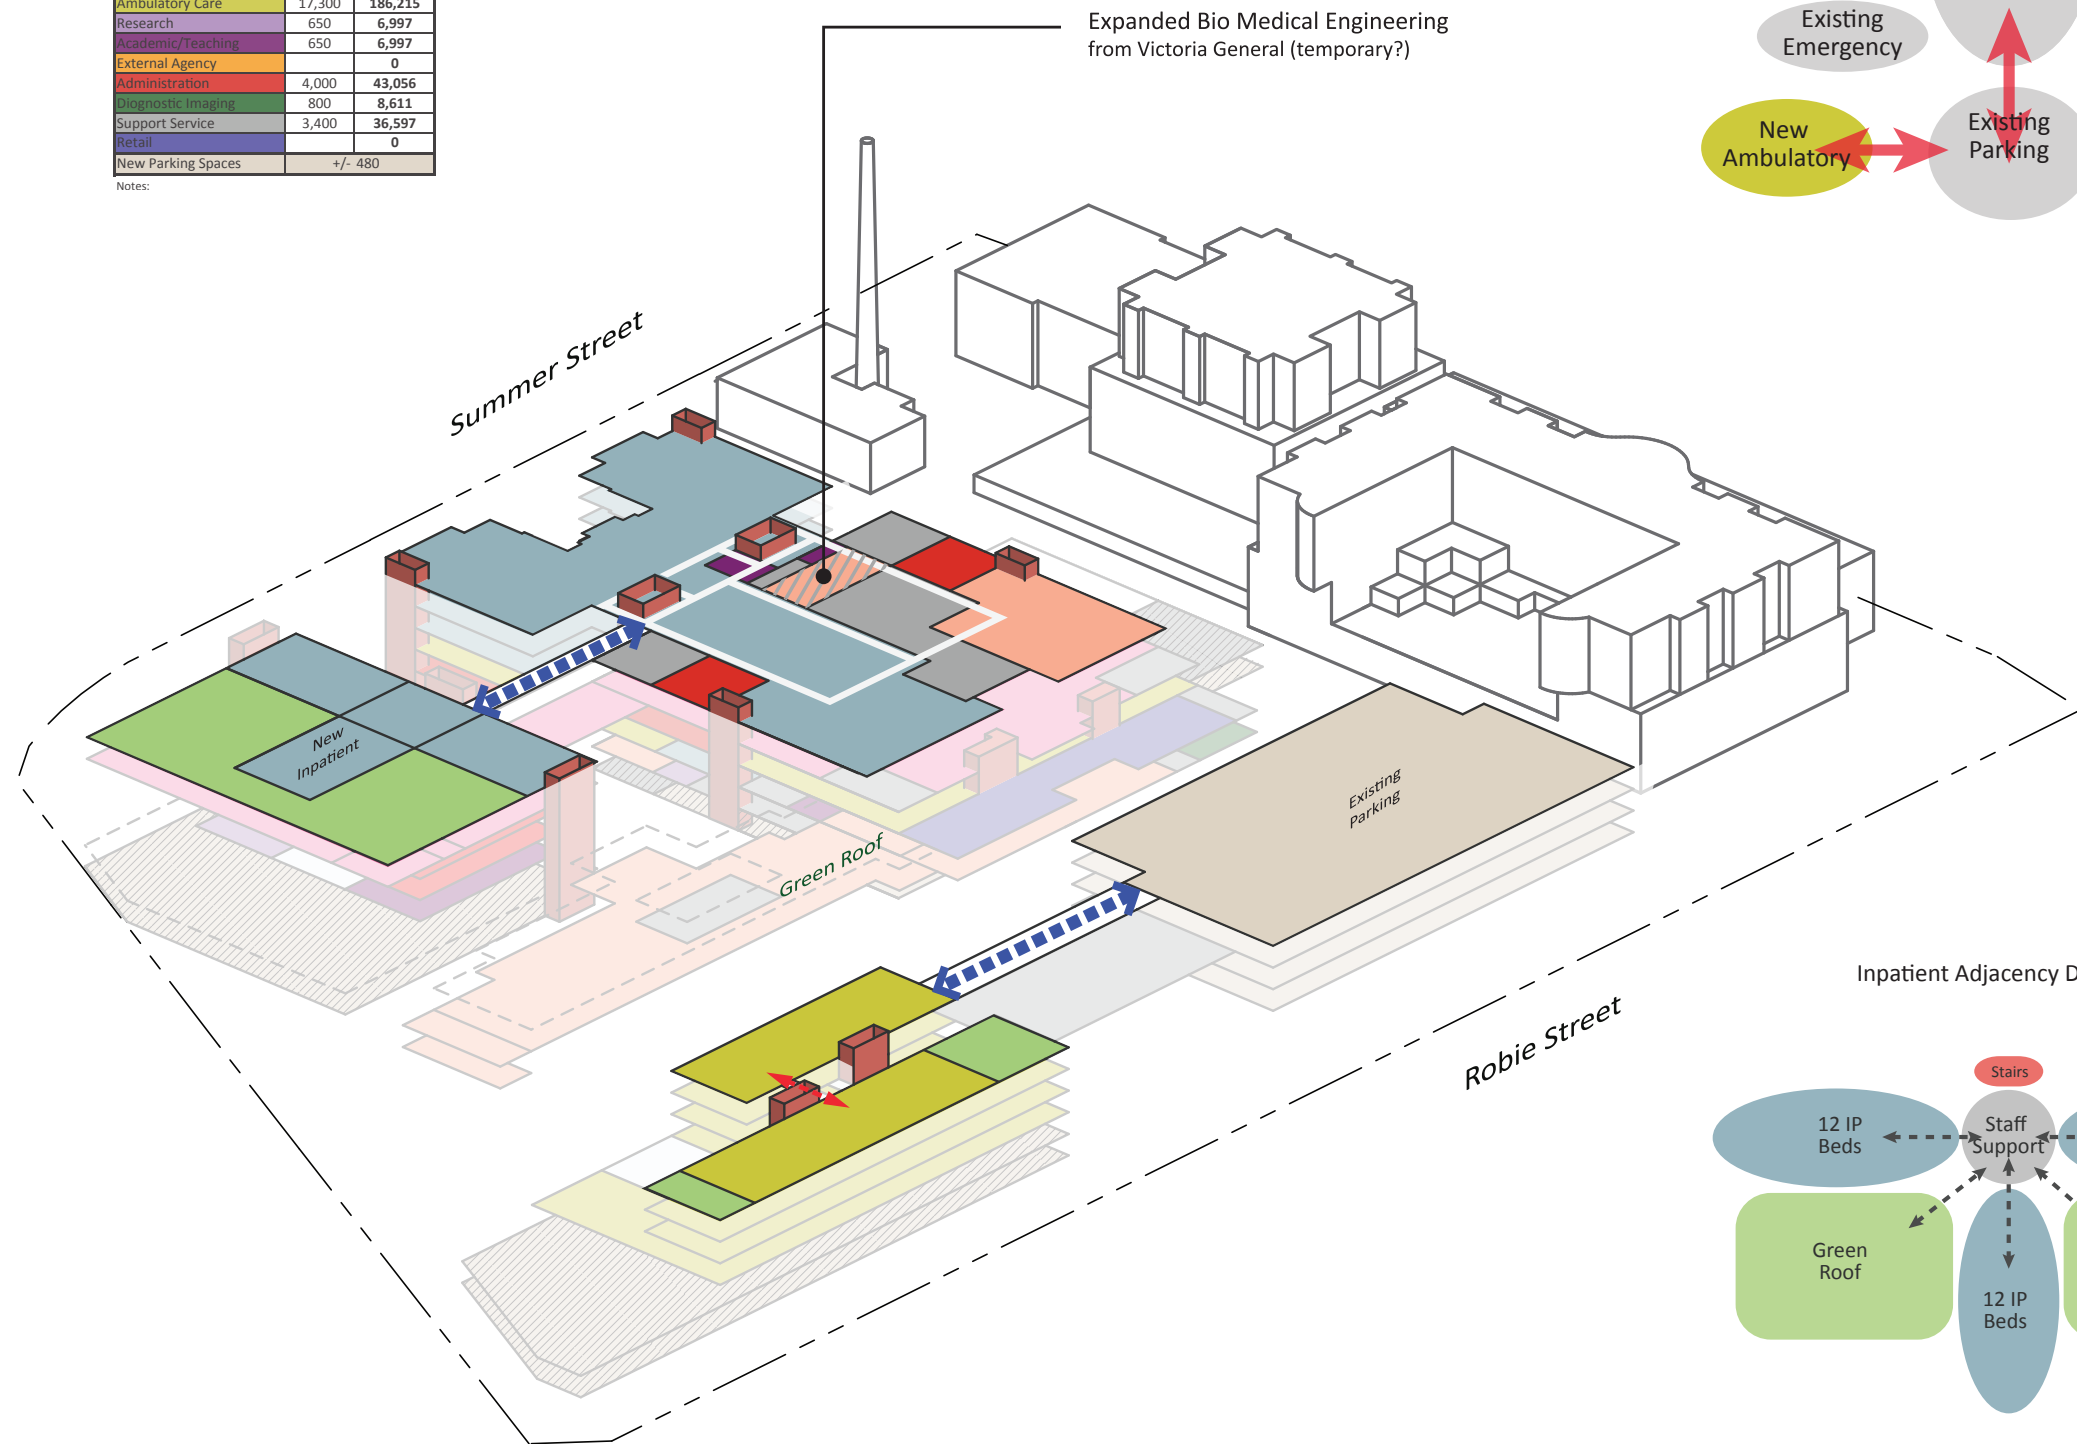 Ambulatory Care 17,300 186,215
Research 650 6,997
Academic/Teaching 650 6,997
External Agency 0
Administration 4,000 43,056
Diagnostic Imaging 800 8,611
Support Service 3,400 36,597
Retail 0
New Parking Spaces +/- 480
Notes:
Expanded Bio Medical Engineering
from Victoria General (temporary?)
Existing
Emergency
New
Ambulatory
Existing
Parking
Summer Street
New
Inpatient
Existing
Parking
Green Roof
Robie Street
Inpatient Adjacency D
Stairs
12 IP
Beds
Staff
Support
Green
Roof
12 IP
Beds